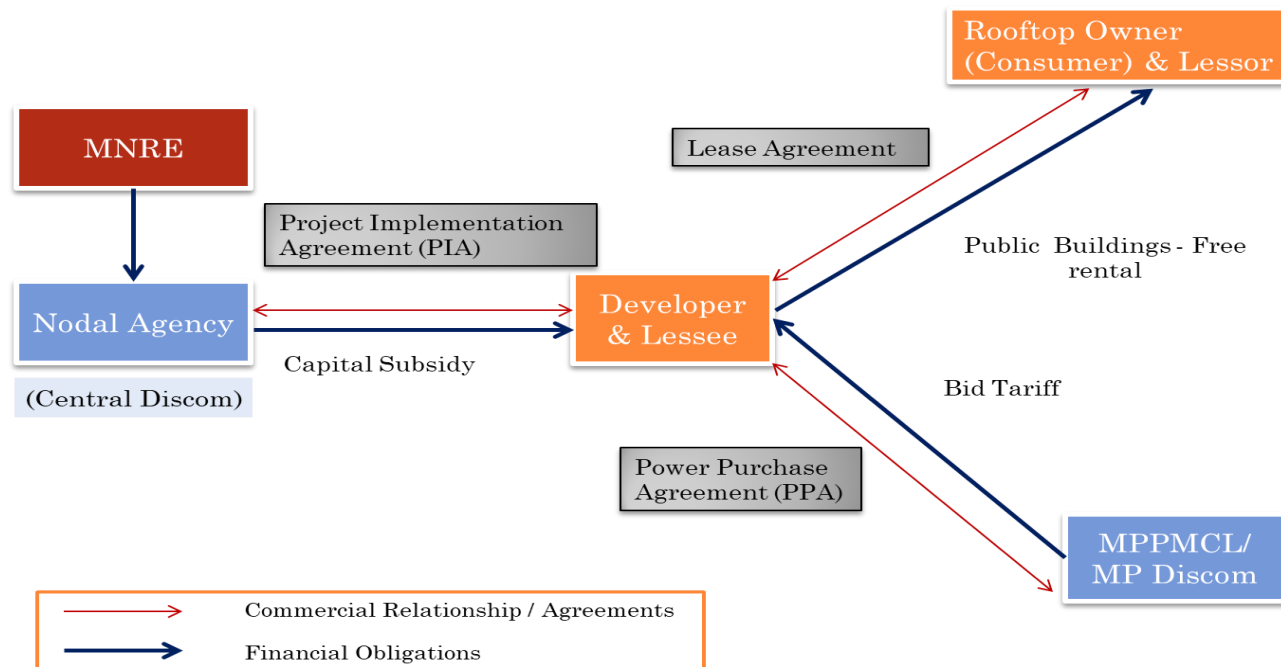 Rooftop Owner
(Consumer) & Lessor
MNRE
Lease Agreement
Project Implementation
Agreement (PIA)
Public Buildings - Free
rental
Nodal Agency
Developer
& Lessee
Capital Subsidy
(Central Discom)
Bid Tariff
Power Purchase
Agreement (PPA)
MPPMCL/
MP Discom
Commercial Relationship / Agreements
Financial Obligations